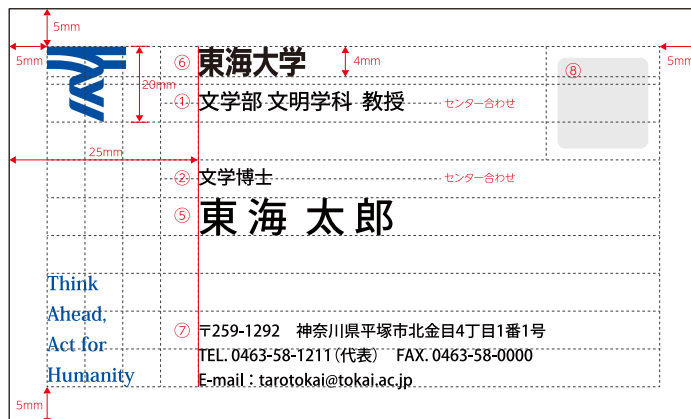 5mm
5mm
5mm
⑥ 東海大学
4mm
⑧
20mm
① 文学部 文明学科 教授
センター合わせ
25mm
② 文学博士
センター合わせ
⑤ 東海 太郎
Think
Ahead,
Act for
Humanity
⑦ 〒259-1292 神奈川県平塚市北金目4丁目1番1号
TEL. 0463-58-1211(代表) FAX. 0463-58-0000
E-mail:tarotokai@tokai.ac.jp
5mm